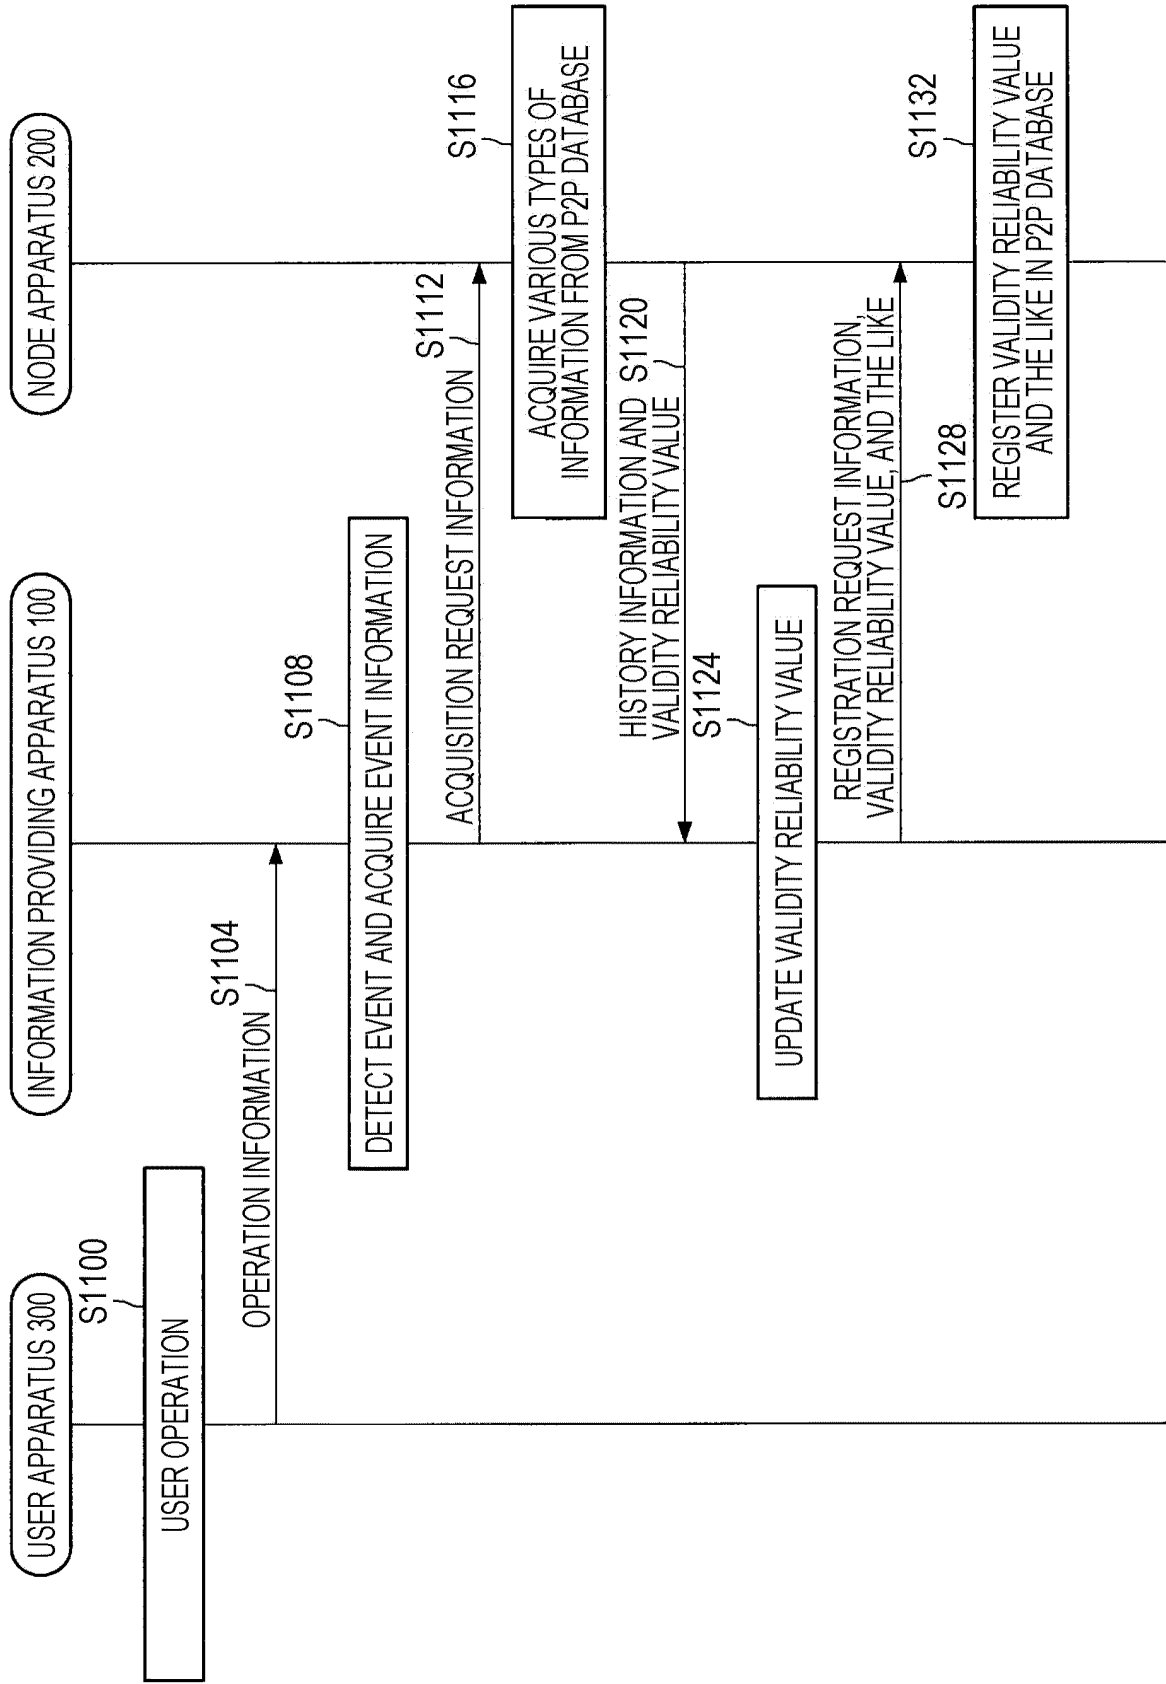 USER APPARATUS 300
INFORMATION PROVIDING APPARATUS 100
NODE APPARATUS 200
S1100
USER OPERATION
S1104
OPERATION INFORMATION
S1108
DETECT EVENT AND ACQUIRE EVENT INFORMATION
S1112
ACQUISITION REQUEST INFORMATION
S1116
ACQUIRE VARIOUS TYPES OF
INFORMATION FROM P2P DATABASE
S1120
HISTORY INFORMATION AND
VALIDITY RELIABILITY VALUE
S1124
UPDATE VALIDITY RELIABILITY VALUE
REGISTRATION REQUEST INFORMATION,
VALIDITY RELIABILITY VALUE, AND THE LIKE
S1128
S1132
REGISTER VALIDITY RELIABILITY VALUE
AND THE LIKE IN P2P DATABASE